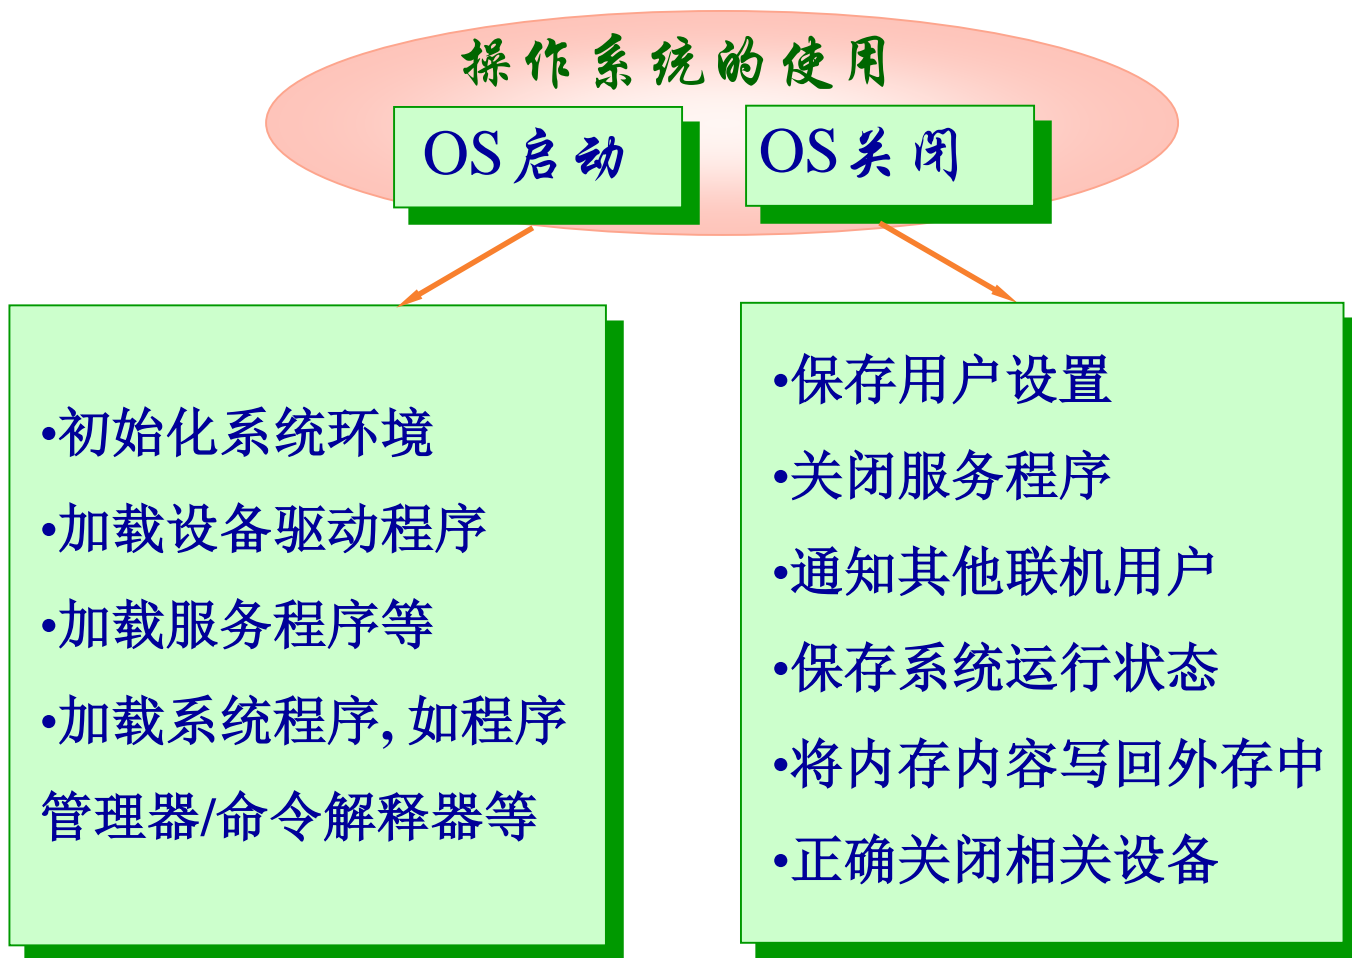 操作系统的使用
OS启动
OS关闭
•初始化系统环境
•加载设备驱动程序
•加载服务程序等
•加载系统程序, 如程序
管理器/命令解释器等
•保存用户设置
•关闭服务程序
•通知其他联机用户
•保存系统运行状态
•将内存内容写回外存中
•正确关闭相关设备